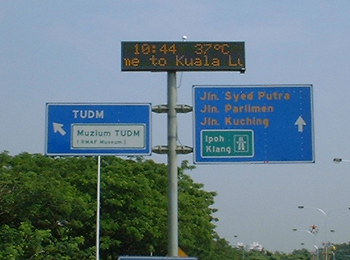 10:44 37°C
me to Kuala Lu
TUDM
Muzium TUDM
(RMAF Museum)
Jln. Syed Putra
Jln. Parlimen
Jln. Kuching
Ipoh
Klang